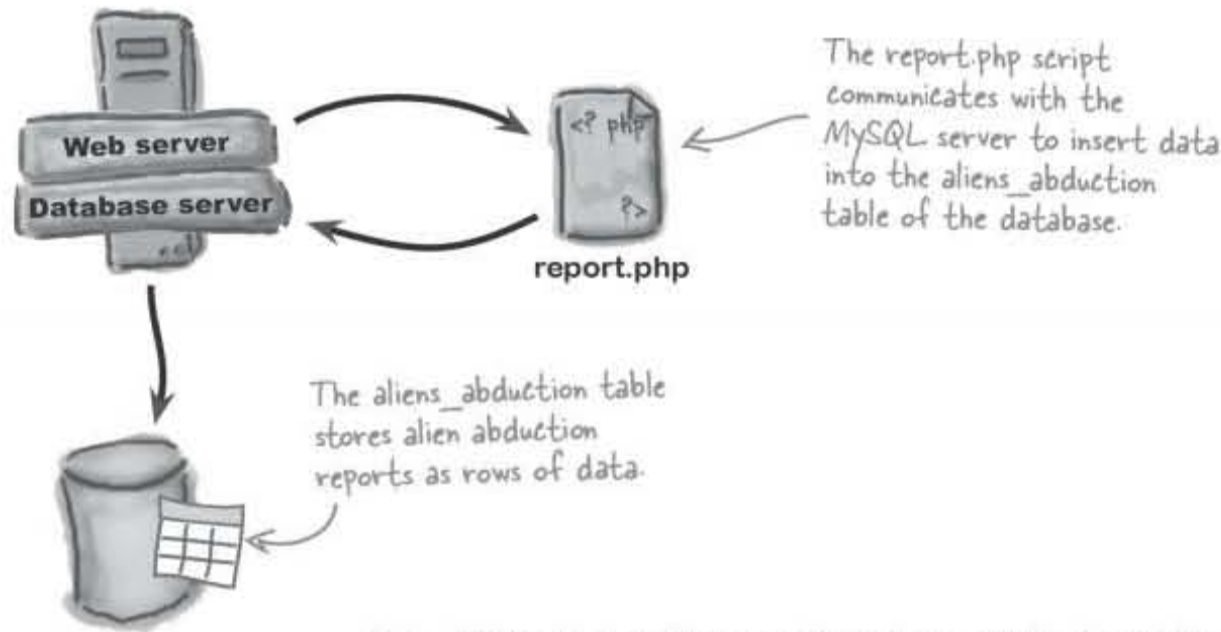 Web server
Database server
<? php
?>
report.php
The report.php script
communicates with the
MySQL server to insert data
into the aliens_abduction
table of the database.
The aliens_abduction table
stores alien abduction
reports as rows of data.